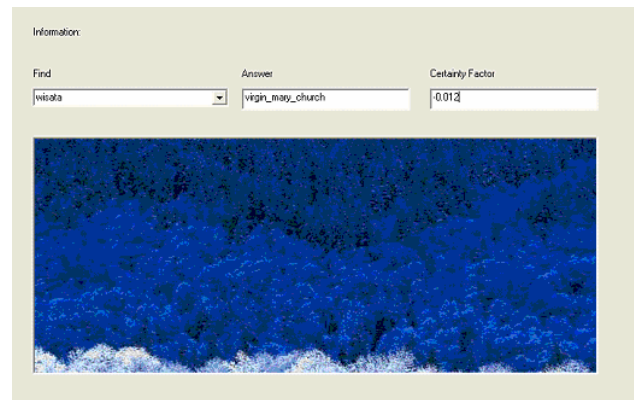 Information:
Find Answer Certainty Factor
wisata virgin_mary_church -0.012